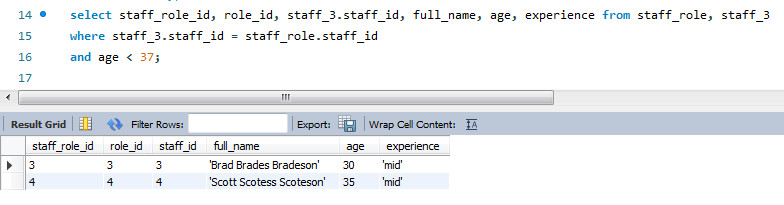 14 select staff_role_id, role_id, staff_3.staff_id, full_name, age, experience from staff_role, staff_3
15 where staff_3.staff_id = staff_role.staff_id
16 and age < 37;
17
Result Grid Filter Rows: Export: Wrap Cell Content:
staff_role_id role_id staff_id full_name age experience
3 3 3 'Brad Brades Bradeson' 30 'mid'
4 4 4 'Scott Scotess Scoteson' 35 'mid'